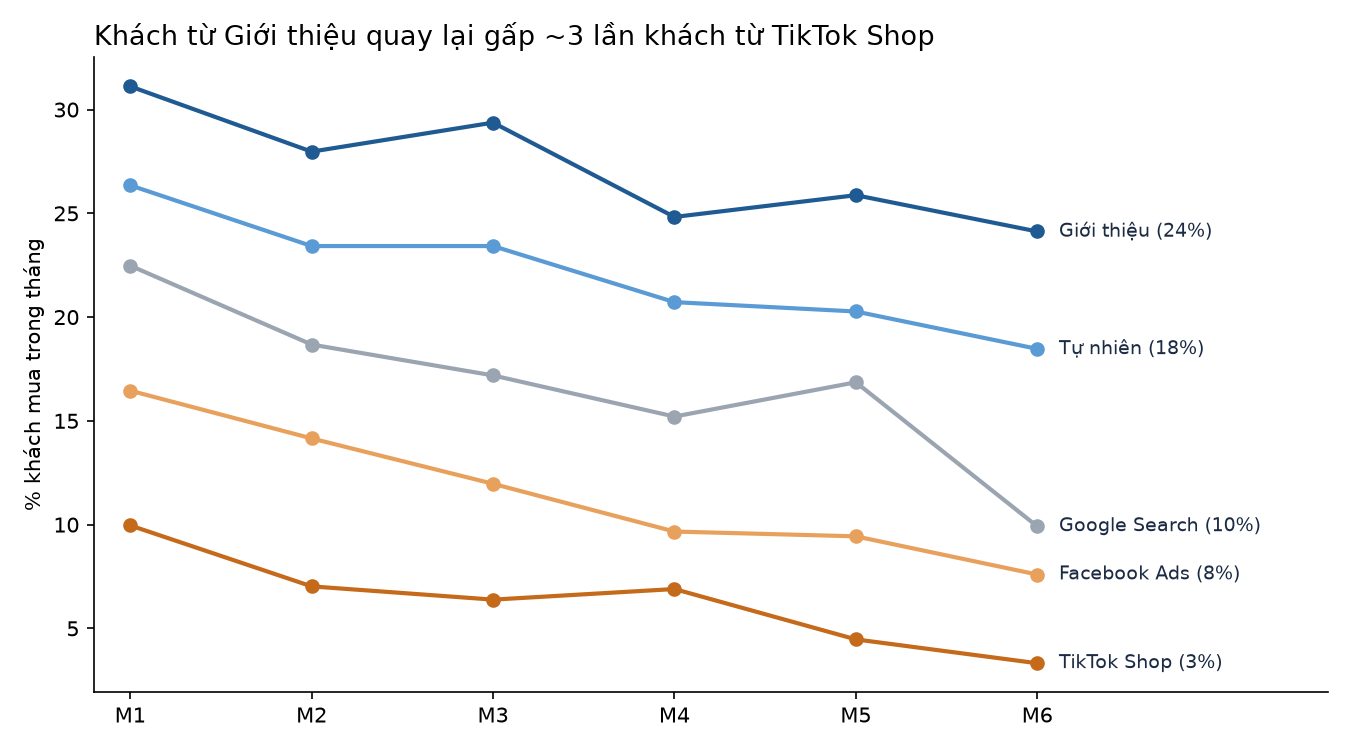 Khách từ Giới thiệu quay lại gấp ~3 lần khách từ TikTok Shop
% khách mua trong tháng
30
25
20
15
10
5
Giới thiệu (24%)
Tự nhiên (18%)
Google Search (10%)
Facebook Ads (8%)
TikTok Shop (3%)
M1
M2
M3
M4
M5
M6